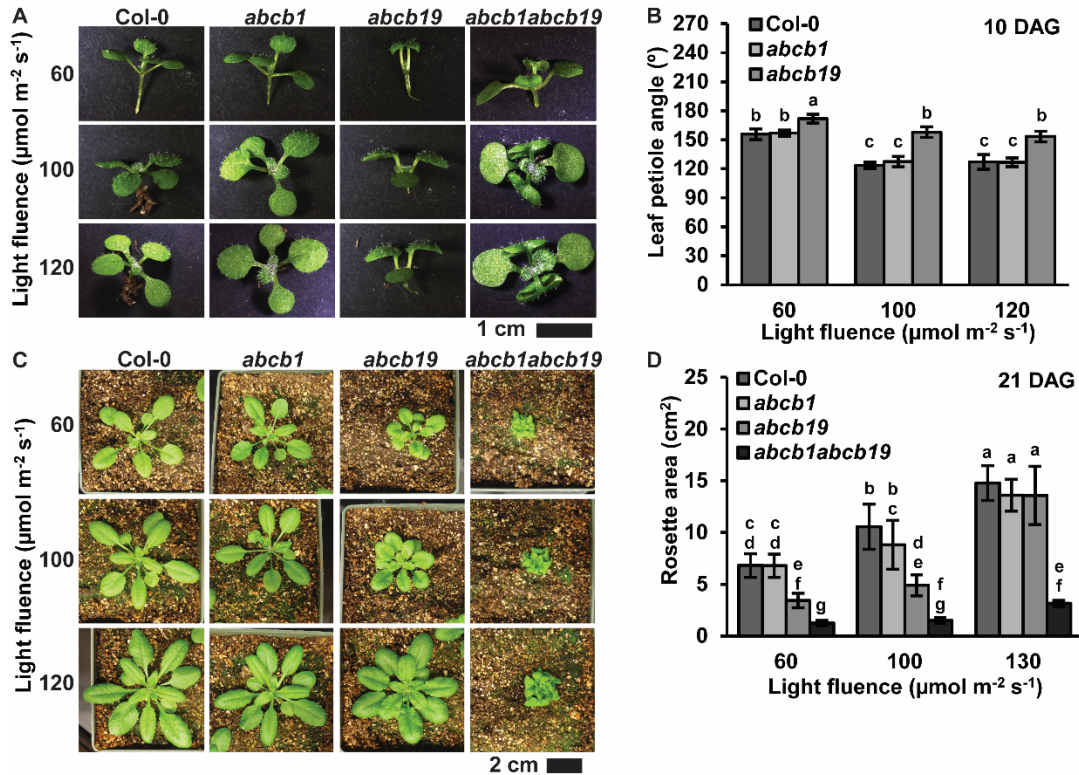 A
Col-0
abcb1
abcb19
abcb1abcb19
Light fluence (µmol m⁻² s⁻¹)
60
100
120
1 cm
B
10 DAG
Col-0
abcb1
abcb19
Leaf petiole angle (º)
270
240
210
180
150
120
90
60
30
0
b b a
c c b
c c b
60 100 120
Light fluence (µmol m⁻² s⁻¹)
C
Col-0
abcb1
abcb19
abcb1abcb19
Light fluence (µmol m⁻² s⁻¹)
60
100
120
2 cm
D
21 DAG
Col-0
abcb1
abcb19
abcb1abcb19
Rosette area (cm²)
25
20
15
10
5
0
c d
c d
e f
g
b
b c
d e
f g
a
a
a
e f
60 100 130
Light fluence (µmol m⁻² s⁻¹)